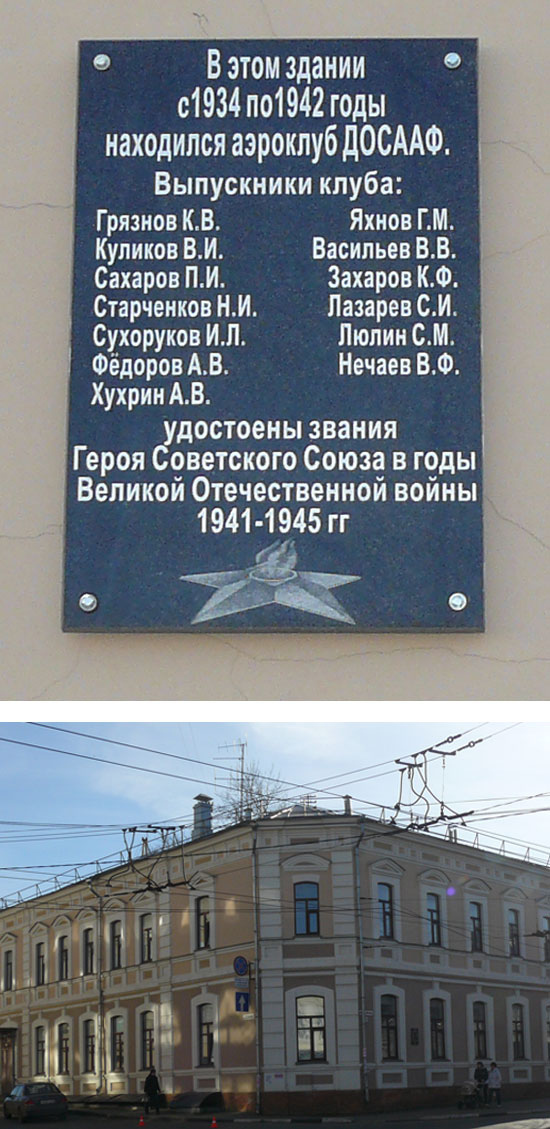 В этом здании
с1934 по1942 годы
находился аэроклуб ДОСААФ.
Выпускники клуба:
Грязнов К.В. Яхнов Г.М.
Куликов В.И. Васильев В.В.
Сахаров П.И. Захаров К.Ф.
Старченков Н.И. Лазарев С.И.
Сухоруков И.Л. Люлин С.М.
Фёдоров А.В. Нечаев В.Ф.
Хухрин А.В.
удостоены звания
Героя Советского Союза в годы
Великой Отечественной войны
1941-1945 гг